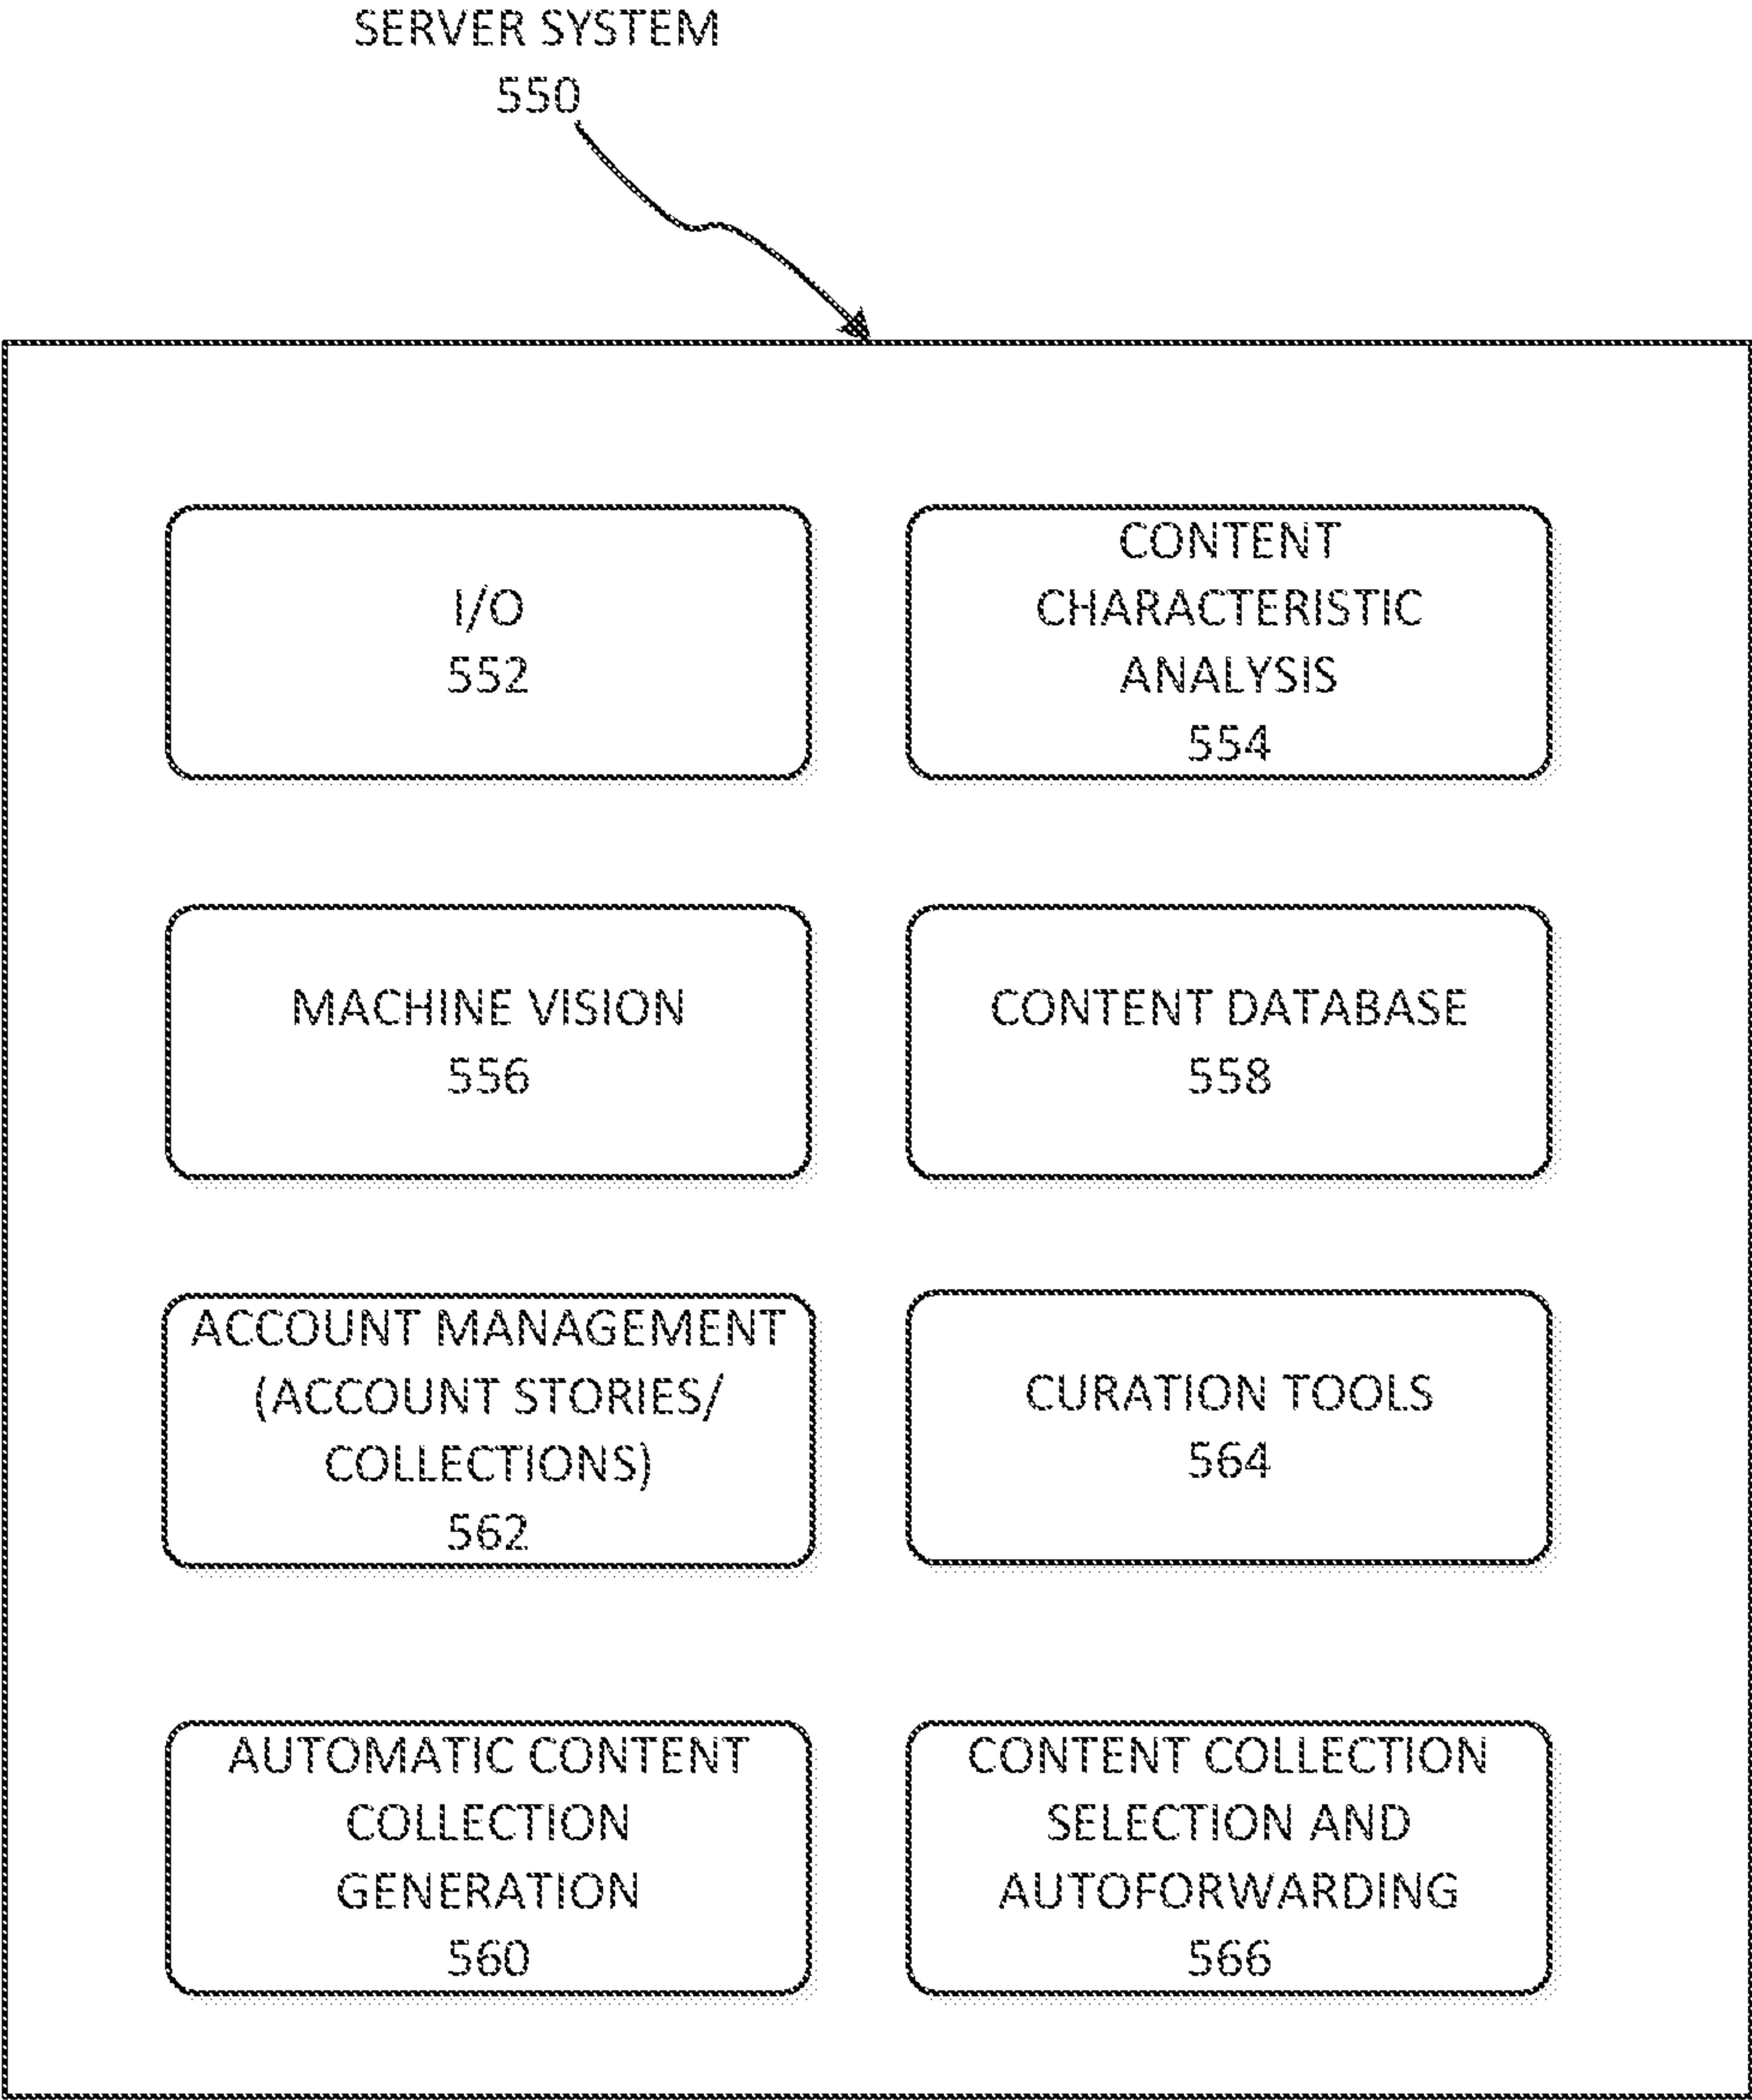 SERVER SYSTEM
550
I/O
552
CONTENT
CHARACTERISTIC
ANALYSIS
554
MACHINE VISION
556
CONTENT DATABASE
558
ACCOUNT MANAGEMENT
(ACCOUNT STORIES/
COLLECTIONS)
562
CURATION TOOLS
564
AUTOMATIC CONTENT
COLLECTION
GENERATION
560
CONTENT COLLECTION
SELECTION AND
AUTOFORWARDING
566